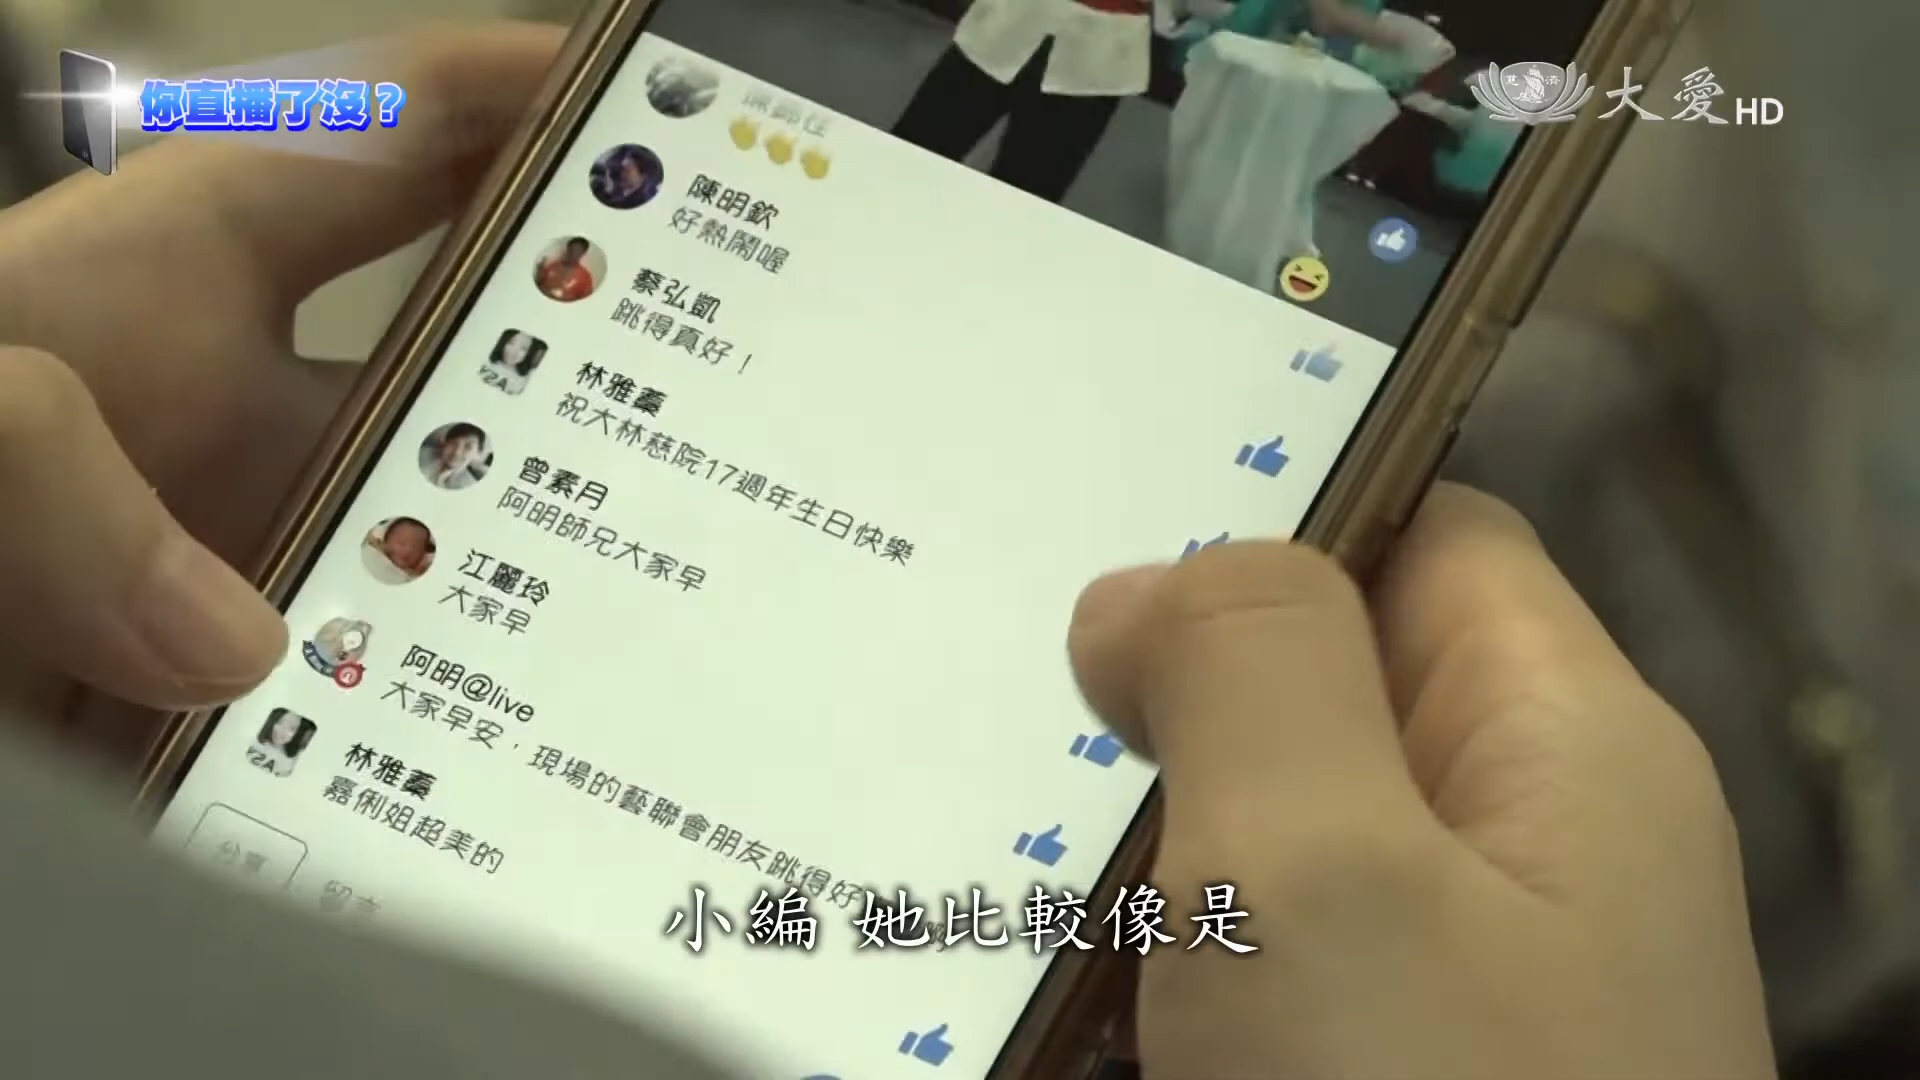 你直播了沒？
大愛HD
陳明欽
好熱鬧喔
蔡弘凱
跳得真好！
林雅蓁
祝大林慈院17週年生日快樂
曾素月
阿明師兄大家早
江麗玲
大家早
阿明@live
大家早安，現場的藝聯會朋友跳得好
林雅蓁
嘉俐姐超美的
分享
留言
小編 她比較像是